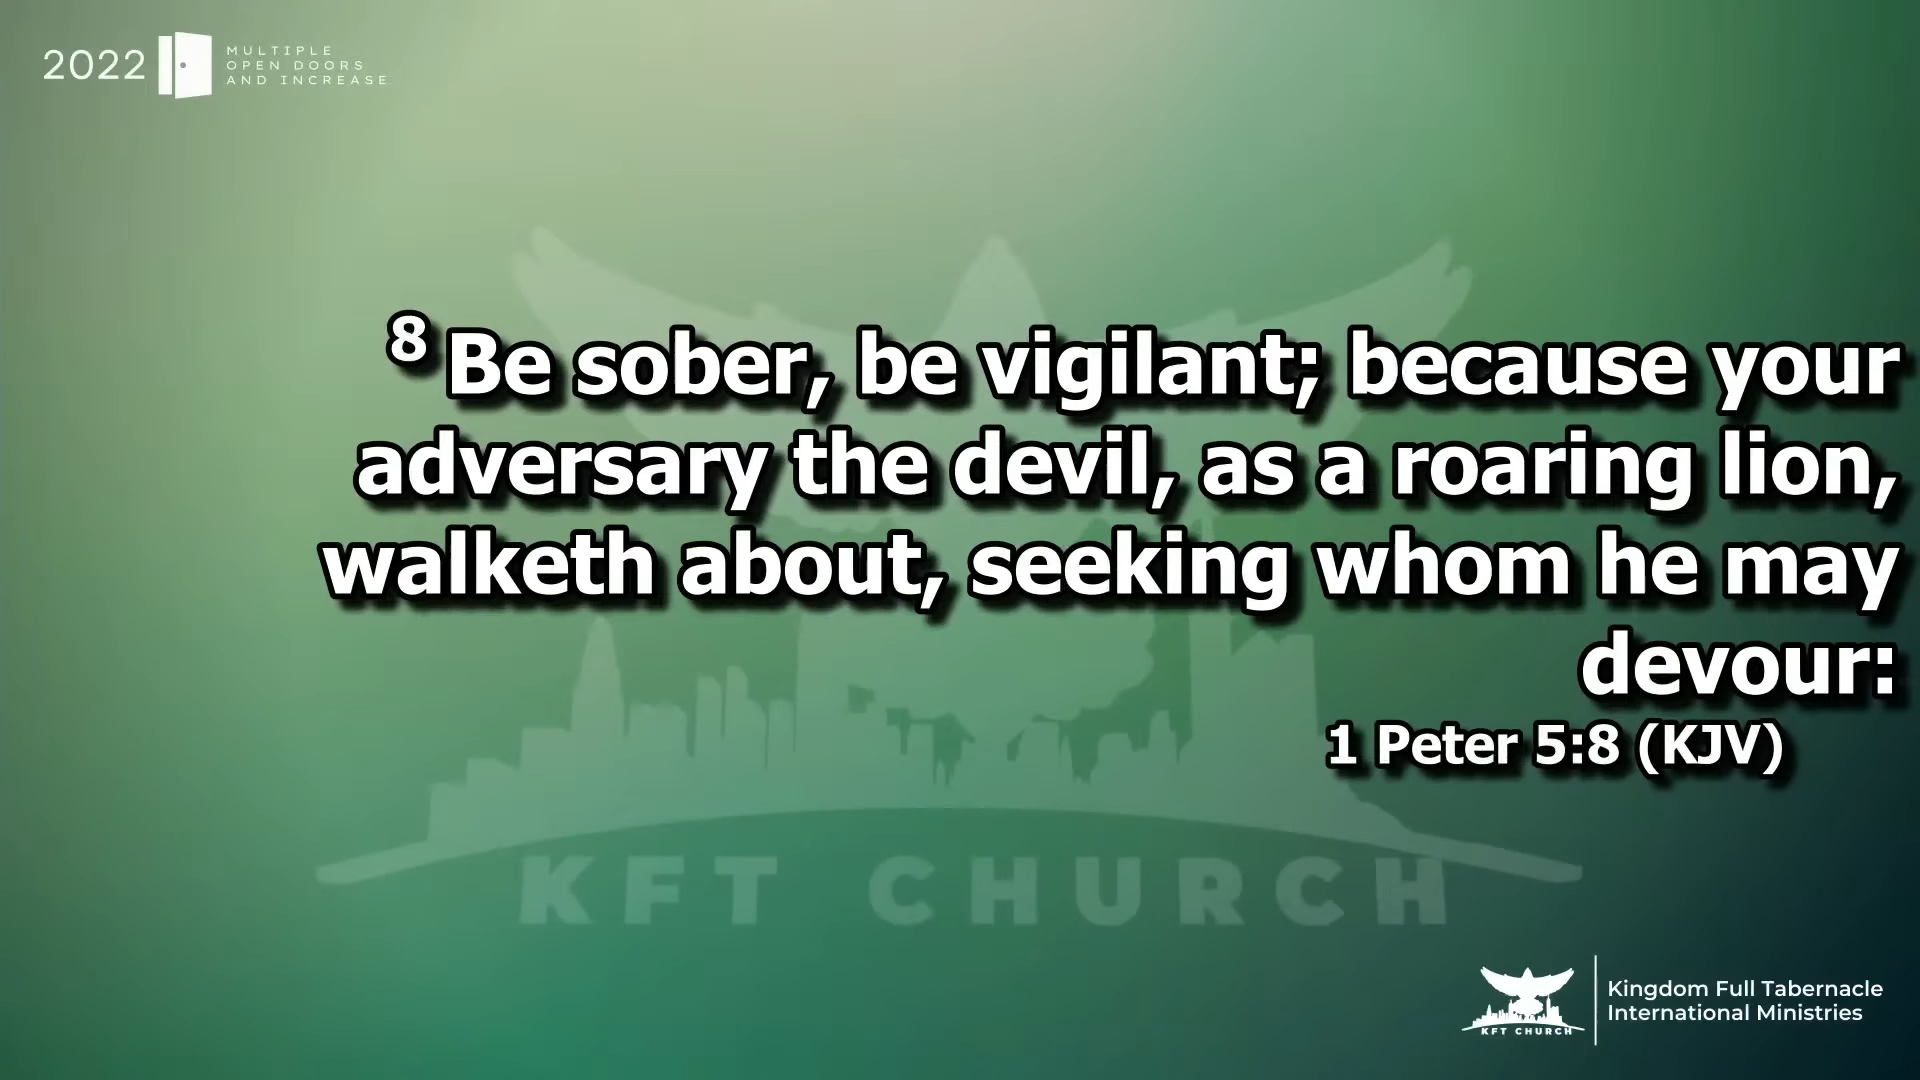 2022
MULTIPLE
OPEN DOORS
AND INCREASE
8 Be sober, be vigilant; because your
adversary the devil, as a roaring lion,
walketh about, seeking whom he may
devour:
1 Peter 5:8 (KJV)
KFT CHURCH
KFT CHURCH
Kingdom Full Tabernacle
International Ministries